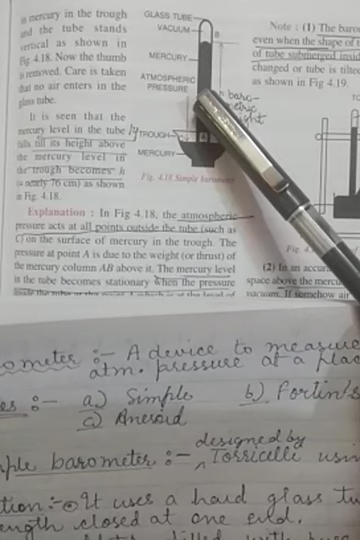 in mercury in the trough
and the tube stands
vertical as shown in
Fig 4.18. Now the thumb
is removed. Care is taken
that no air enters in the
glass tube.
It is seen that the
mercury level in the tube
falls till its height above
the mercury level in
the trough becomes h
(= nearly 76 cm) as shown
in Fig. 4.18.
GLASS TUBE
VACUUM
B
MERCURY
ATMOSPHERIC
PRESSURE
TROUGH
MERCURY
Fig. 4.18 Simple barometer
Note : (1) The baro
even when the shape of
of tube submerged insid
changed or tube is tilte
as shown in Fig 4.19.
Explanation : In Fig 4.18, the atmospheric
pressure acts at all points outside the tube (such as
C) on the surface of mercury in the trough. The
pressure at point A is due to the weight (or thrust) of
the mercury column AB above it. The mercury level
in the tube becomes stationary when the pressure
(2) In an accura
space above the mercu
vacuum. If somehow air
ometer :- A device to measure
atm. pressure at a pla
es :- a) Simple b) Fortin's
c) Aneroid
designed by
mple barometer :- Torricelli usin
tion :- It uses a hard glass tu
ength closed at one end.